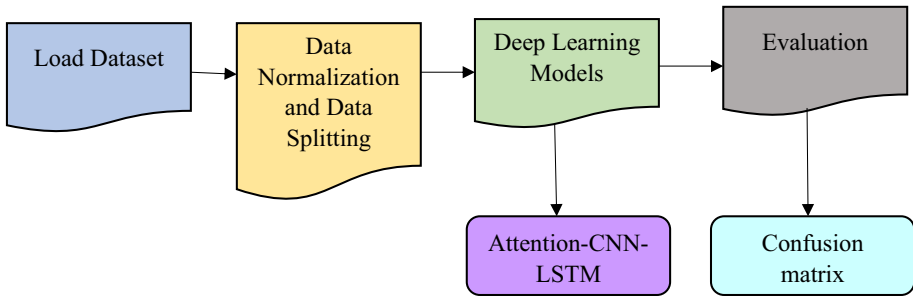 Load Dataset
Data
Normalization
and Data
Splitting
Deep Learning
Models
Evaluation
Attention-CNN-
LSTM
Confusion
matrix